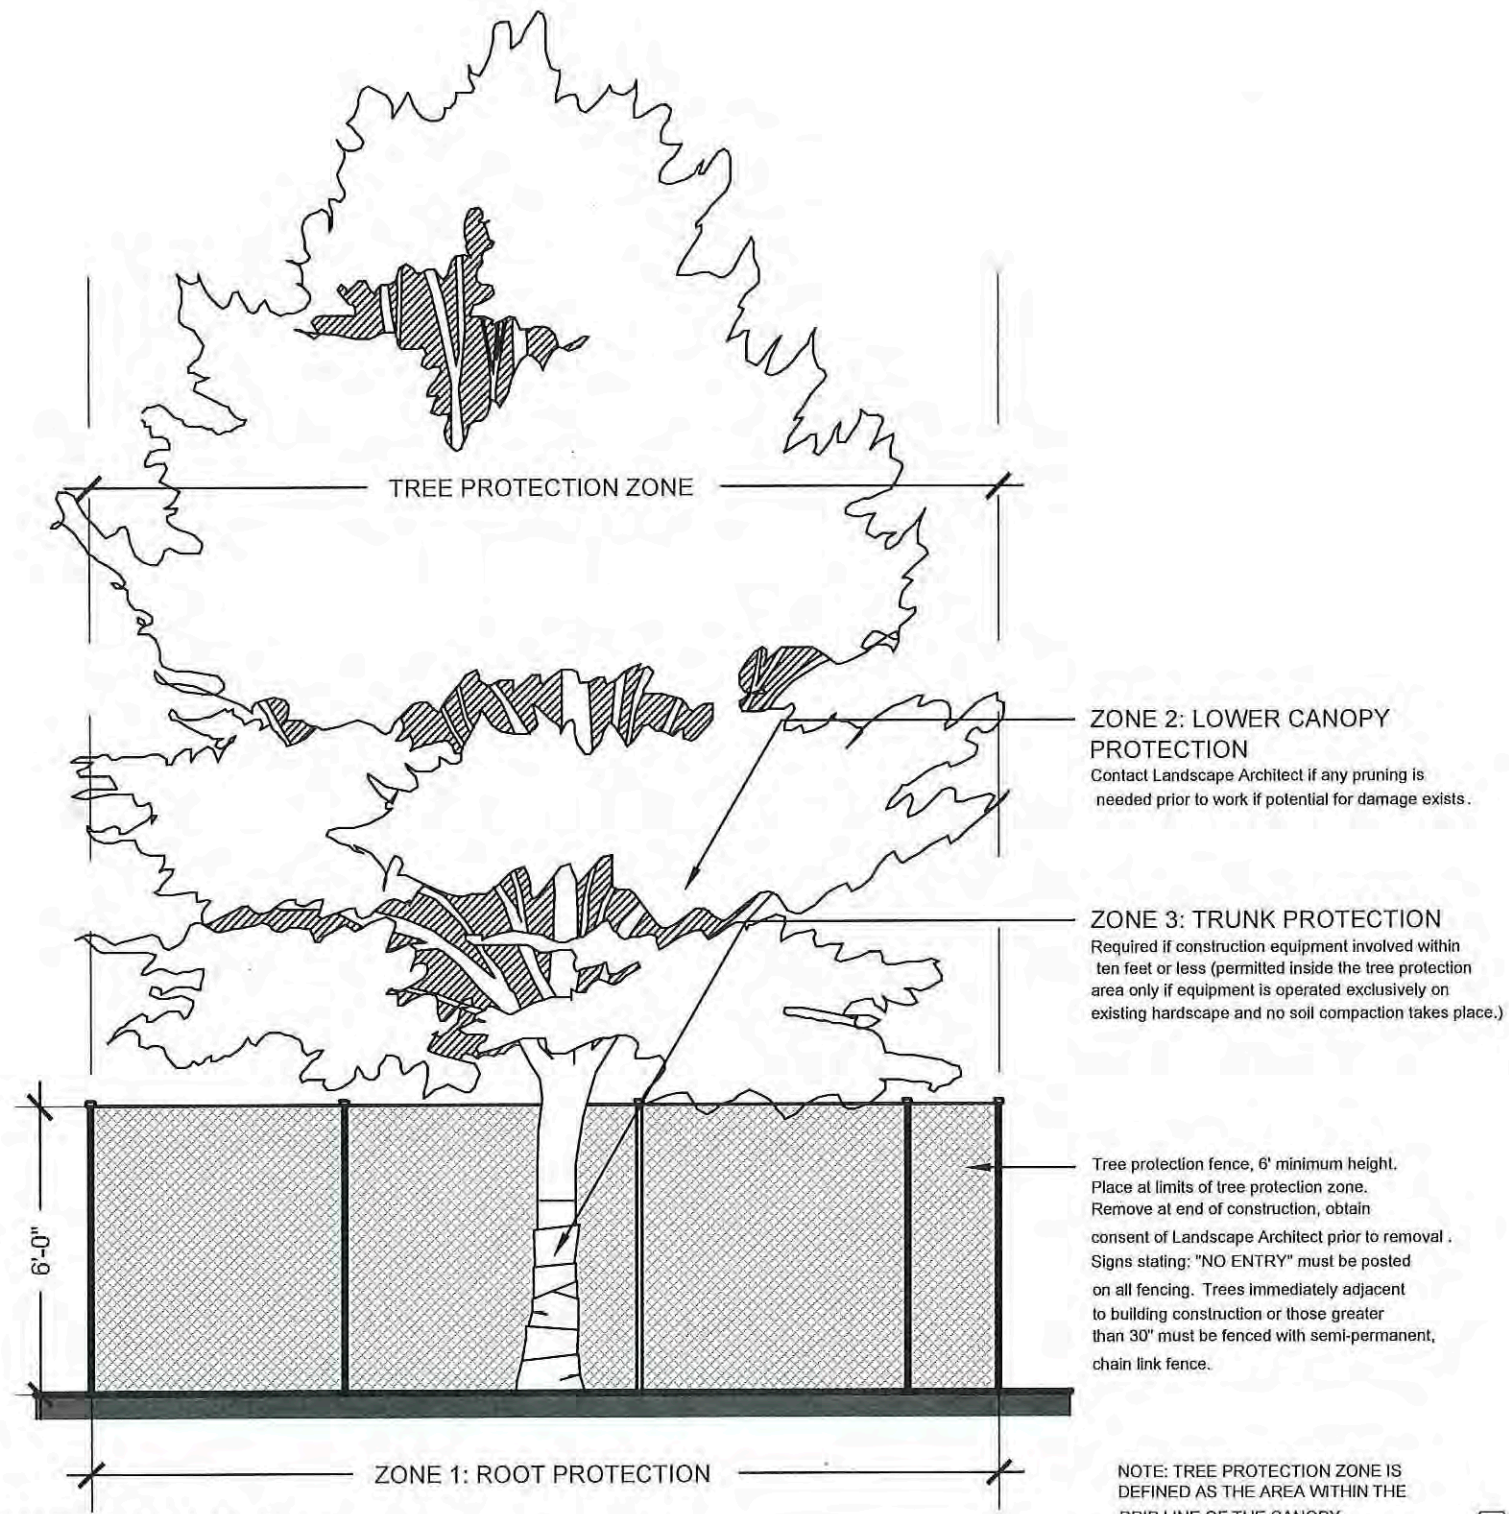 TREE PROTECTION ZONE
ZONE 2: LOWER CANOPY
PROTECTION
Contact Landscape Architect if any pruning is
needed prior to work if potential for damage exists.
ZONE 3: TRUNK PROTECTION
Required if construction equipment involved within
ten feet or less (permitted inside the tree protection
area only if equipment is operated exclusively on
existing hardscape and no soil compaction takes place.)
Tree protection fence, 6' minimum height.
Place at limits of tree protection zone.
Remove at end of construction, obtain
consent of Landscape Architect prior to removal.
Signs stating: "NO ENTRY" must be posted
on all fencing. Trees immediately adjacent
to building construction or those greater
than 30" must be fenced with semi-permanent,
chain link fence.
6'-0"
ZONE 1: ROOT PROTECTION
NOTE: TREE PROTECTION ZONE IS
DEFINED AS THE AREA WITHIN THE
DRIP LINE OF THE CANOPY